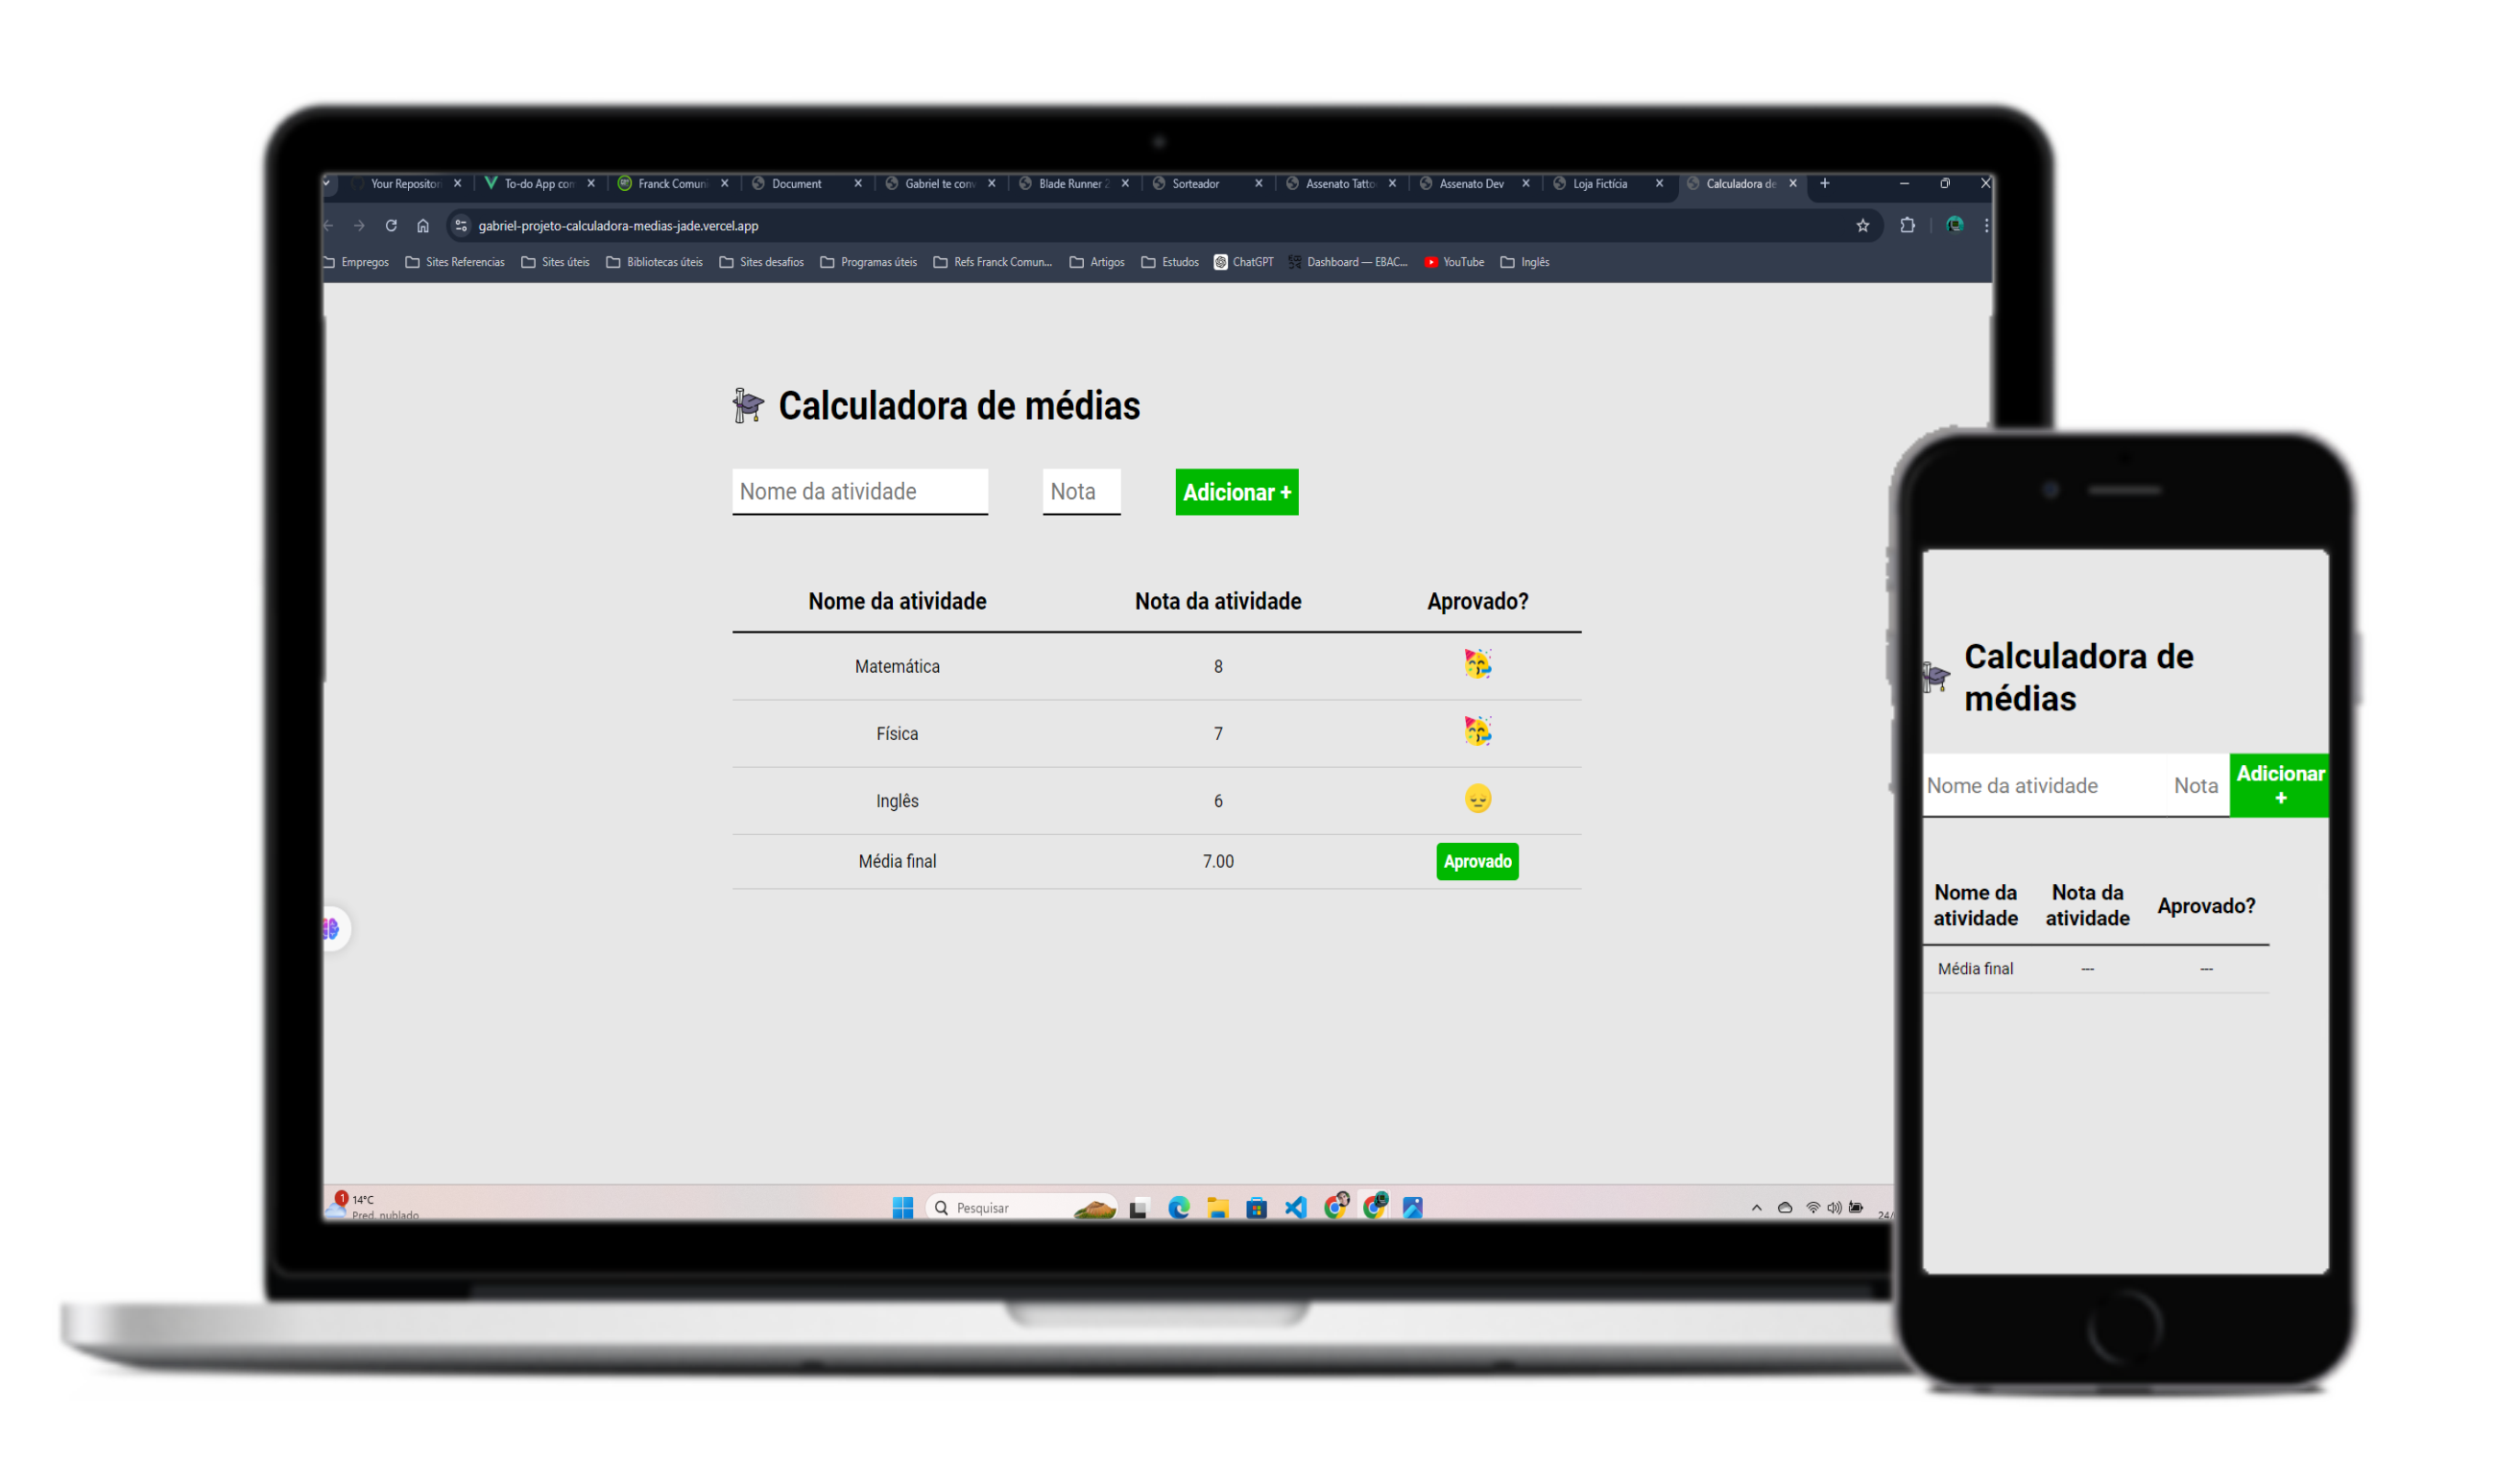 Your Repositor
To-do App con
Franck Comun
Document
Gabriel te conv
Blade Runner 2
Sorteador
Assenato Tatto
Assenato Dev
Loja Fictícia
Calculadora de
gabriel-projeto-calculadora-medias-jade.vercel.app
Empregos Sites Referencias Sites úteis Bibliotecas úteis Sites desafios Programas úteis Refs Franck Comun... Artigos Estudos ChatGPT Dashboard — EBAC... YouTube Inglês
Calculadora de médias
Nome da atividade Nota Adicionar +
Nome da atividade Nota da atividade Aprovado?
Matemática 8
Física 7
Inglês 6
Média final 7.00 Aprovado
1 14°C
Pred. nublado
Pesquisar
24/
Calculadora de
médias
Nome da atividade Nota Adicionar
+
Nome da
atividade
Nota da
atividade
Aprovado?
Média final --- ---